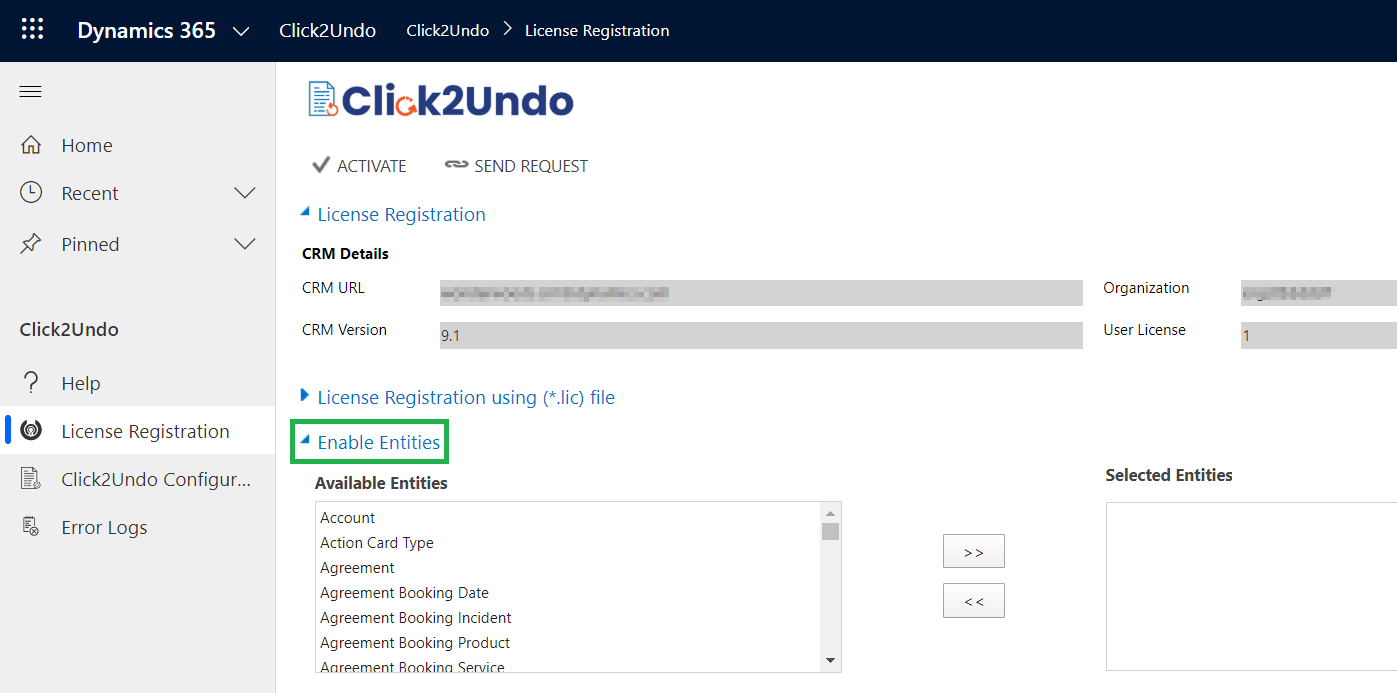 Dynamics 365 Click2Undo Click2Undo License Registration
Click2Undo
Home
ACTIVATE SEND REQUEST
Recent
License Registration
Pinned
CRM Details
CRM URL Organization
Click2Undo
CRM Version 9.1 User License 1
Help
License Registration using (*.lic) file
License Registration
Enable Entities
Click2Undo Configur...
Available Entities Selected Entities
Error Logs
Account
Action Card Type
Agreement
Agreement Booking Date
Agreement Booking Incident
Agreement Booking Product
Agreement Booking Service
>>
<<